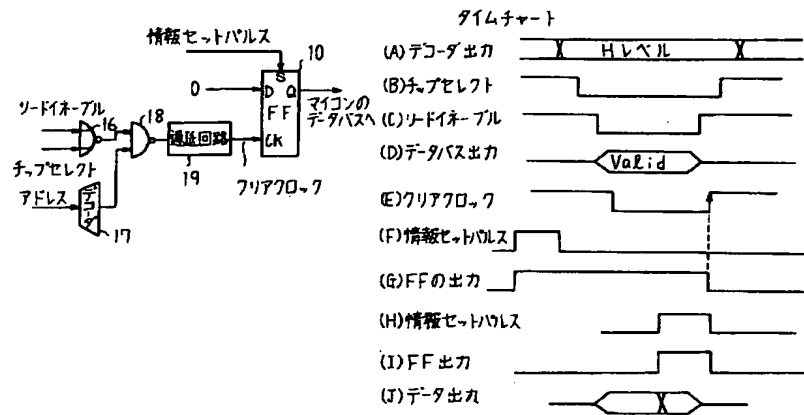 情報セットパルス
10
0
S
D Q
FF
CK
マイコンの
データバスへ
リードイネーブル
16
18
チップセレクト
アドレス
デコーダ
17
遅延回路
19
クリアクロック
タイムチャート
(A)デコーダ出力
Hレベル
(B)チップセレクト
(C)リードイネーブル
(D)データバス出力
Valid
(E)クリアクロック
(F)情報セットパルス
(G)FFの出力
(H)情報セットパルス
(I)FF出力
(J)データ出力